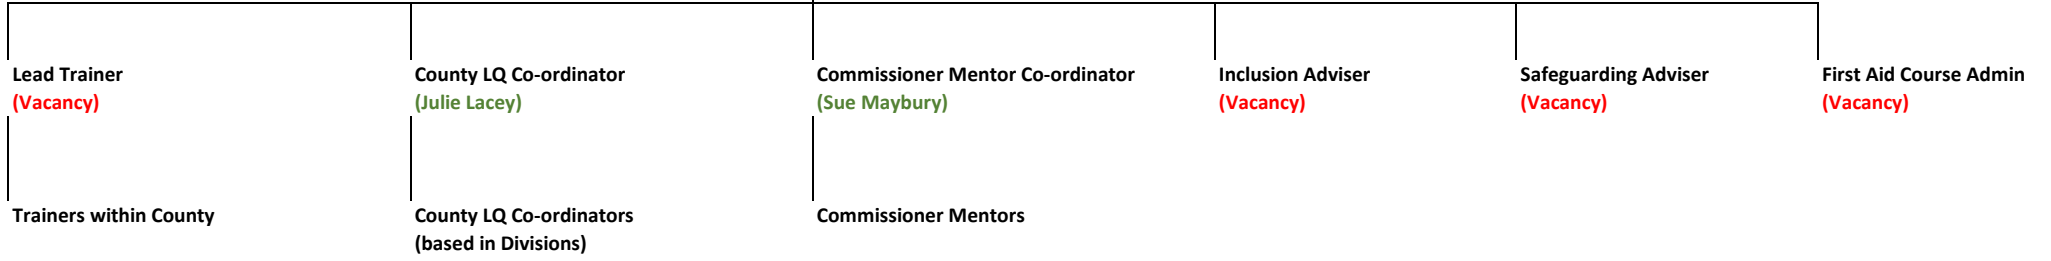 Lead Trainer
(Vacancy)
County LQ Co-ordinator
(Julie Lacey)
Commissioner Mentor Co-ordinator
(Sue Maybury)
Inclusion Adviser
(Vacancy)
Safeguarding Adviser
(Vacancy)
First Aid Course Admin
(Vacancy)
Trainers within County
County LQ Co-ordinators
(based in Divisions)
Commissioner Mentors